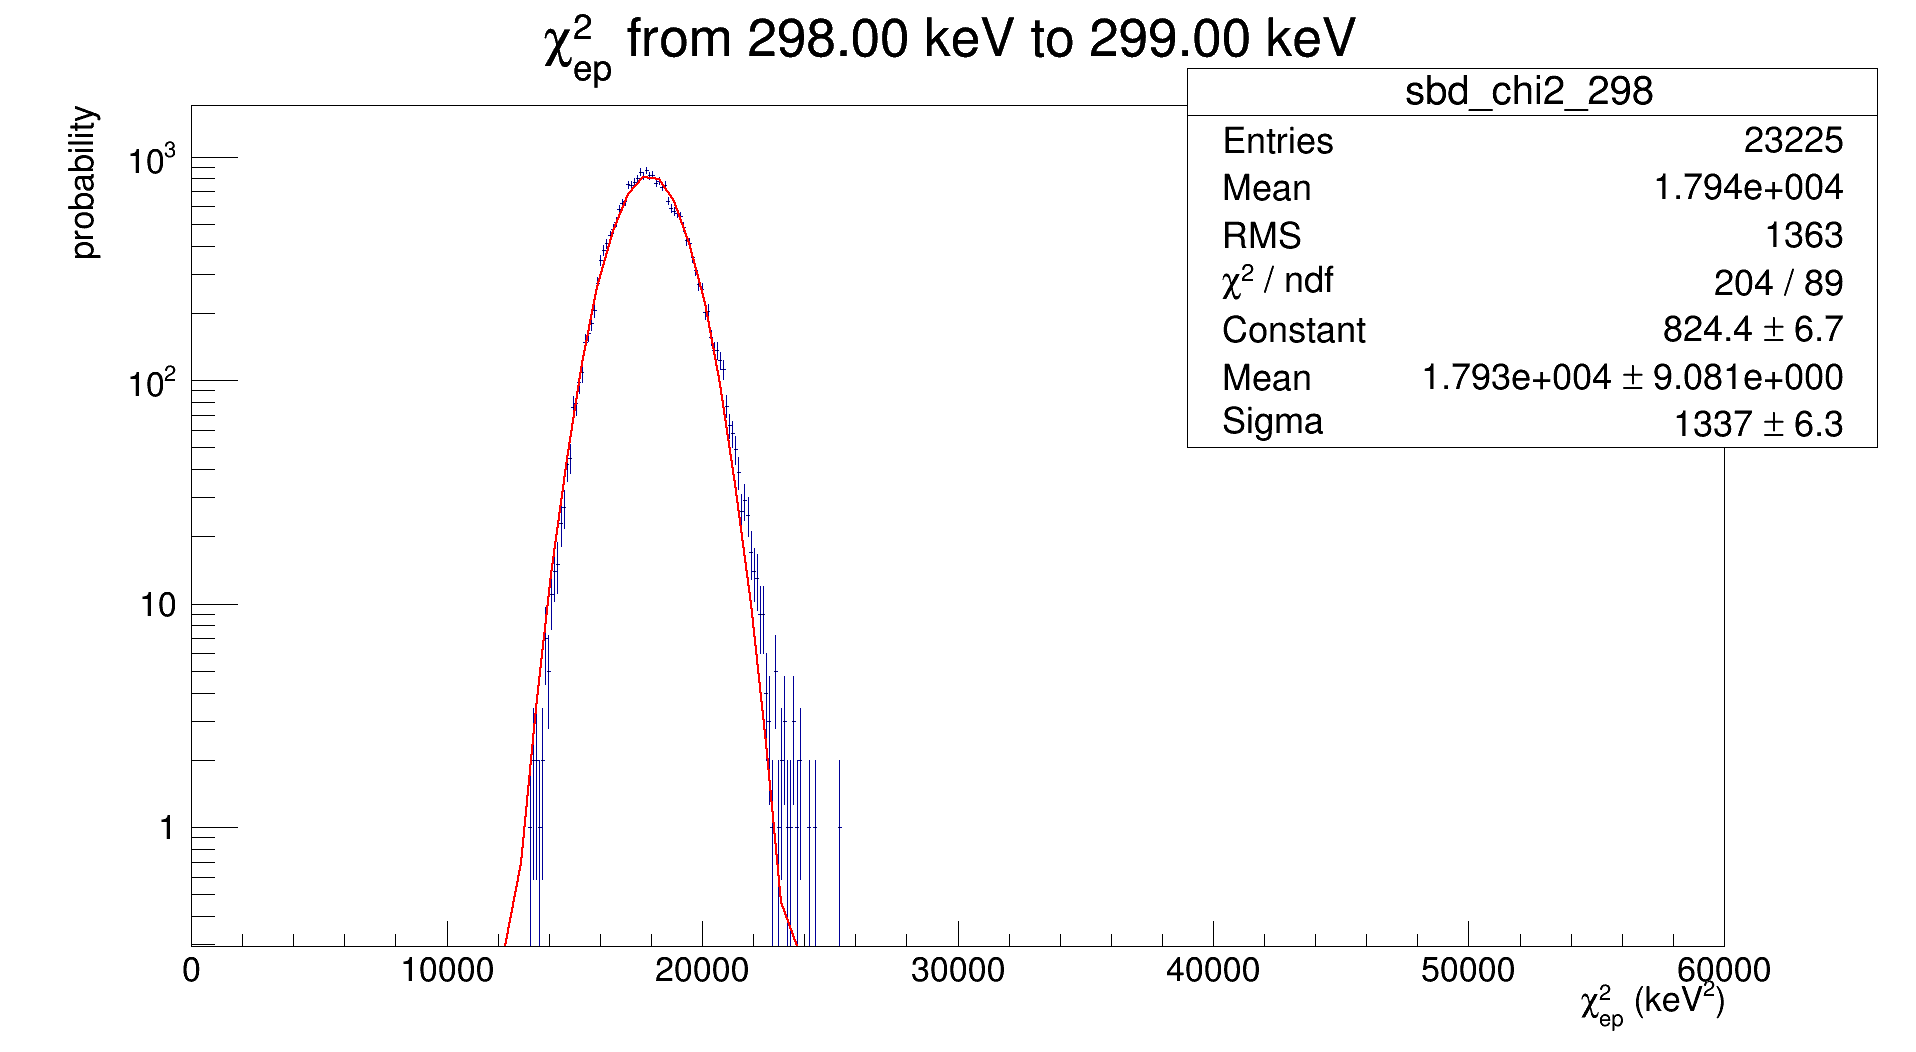 χ²ep from 298.00 keV to 299.00 keV
sbd_chi2_298
Entries 23225
Mean 1.794e+004
RMS 1363
χ² / ndf 204 / 89
Constant 824.4 ± 6.7
Mean 1.793e+004 ± 9.081e+000
Sigma 1337 ± 6.3
probability
10³
10²
10
1
0 10000 20000 30000 40000 50000 60000
χ²ep (keV²)